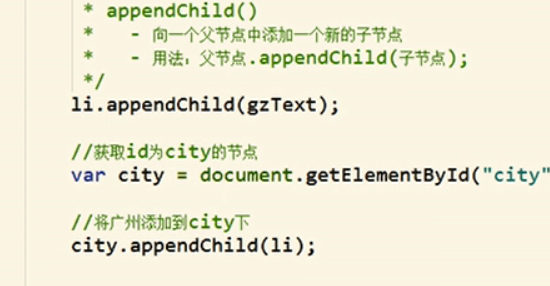 * appendChild()
*   - 向一个父节点中添加一个新的子节点
*   - 用法：父节点.appendChild(子节点);
*/
li.appendChild(gzText);
//获取id为city的节点
var city = document.getElementById("city"
//将广州添加到city下
city.appendChild(li);